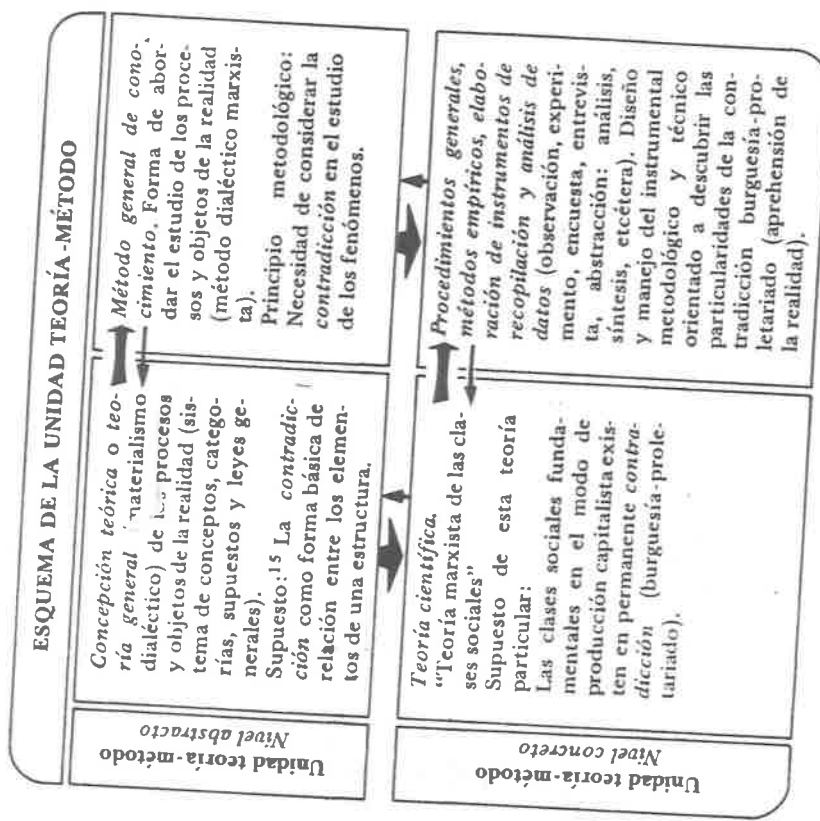 ESQUEMA DE LA UNIDAD TEORÍA-MÉTODO
Unidad teoría-método
Nivel abstracto
Concepción teórica o teo-
ría general materialismo
dialéctico) de los procesos
y objetos de la realidad (sis-
tema de conceptos, catego-
rías, supuestos y leyes ge-
nerales).
Supuesto:15 La contradic-
ción como forma básica de
relación entre los elemen-
tos de una estructura.
Método general de cono-
cimiento. Forma de abor-
dar el estudio de los proce-
sos y objetos de la realidad
(método dialéctico marxis-
ta).
Principio metodológico:
Necesidad de considerar la
contradicción en el estudio
de los fenómenos.
Unidad teoría-método
Nivel concreto
Teoría científica.
“Teoría marxista de las cla-
ses sociales”
Supuesto de esta teoría
particular:
Las clases sociales funda-
mentales en el modo de
producción capitalista exis-
ten en permanente contra-
dicción (burguesía-prole-
tariado).
Procedimientos generales,
métodos empíricos, elabo-
ración de instrumentos de
recopilación y análisis de
datos (observación, experi-
mento, encuesta, entrevis-
ta, abstracción: análisis,
síntesis, etcétera). Diseño
y manejo del instrumental
metodológico y técnico
orientado a descubrir las
particularidades de la con-
tradicción burguesía-pro-
letariado (aprehensión de
la realidad).